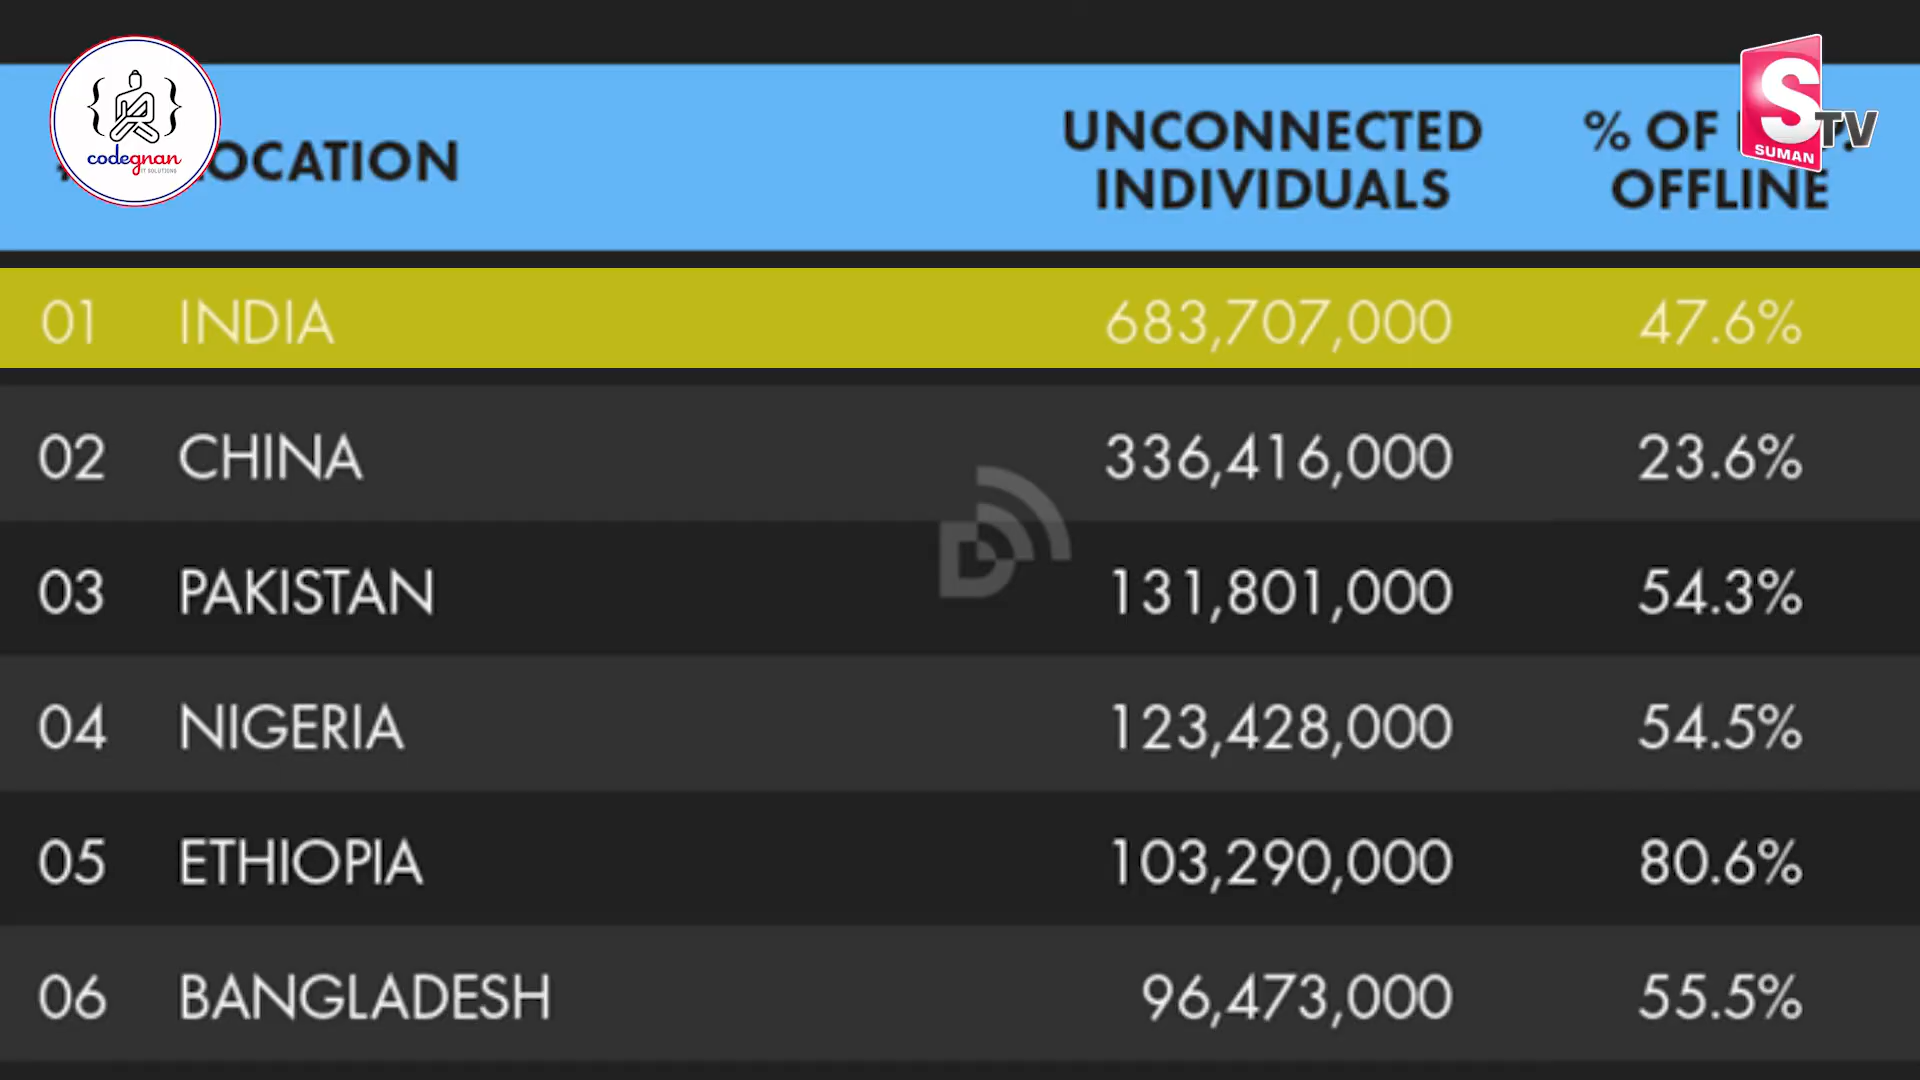 codegnan
IT SOLUTIONS
OCATION
UNCONNECTED
INDIVIDUALS
% OF
OFFLINE
S TV
SUMAN
01 INDIA 683,707,000 47.6%
02 CHINA 336,416,000 23.6%
03 PAKISTAN 131,801,000 54.3%
04 NIGERIA 123,428,000 54.5%
05 ETHIOPIA 103,290,000 80.6%
06 BANGLADESH 96,473,000 55.5%